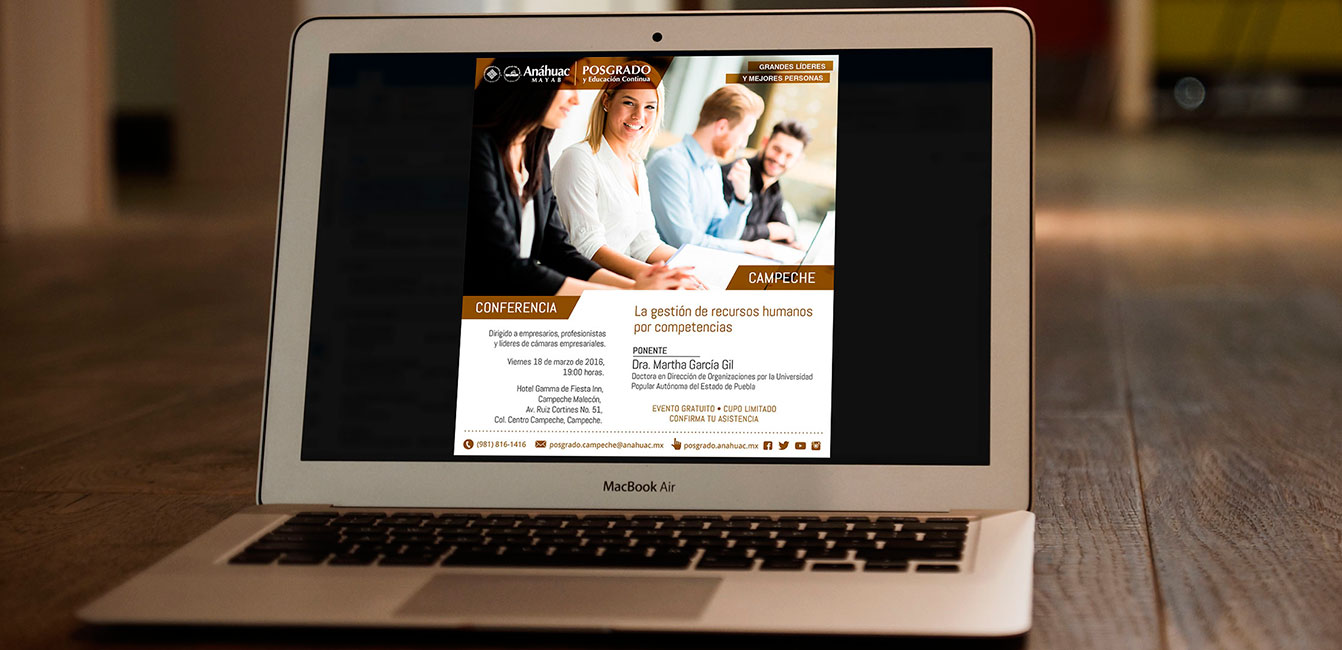 Anáhuac
MAYAB
POSGRADO
y Educación Continua
GRANDES LÍDERES
Y MEJORES PERSONAS
CAMPECHE
CONFERENCIA
Dirigido a empresarios, profesionistas
y líderes de cámaras empresariales.
Viernes 18 de marzo de 2016,
19:00 horas.
Hotel Gamma de Fiesta Inn,
Campeche Malecón,
Av. Ruiz Cortines No. 51,
Col. Centro Campeche, Campeche.
La gestión de recursos humanos
por competencias
PONENTE
Dra. Martha García Gil
Doctora en Dirección de Organizaciones por la Universidad
Popular Autónoma del Estado de Puebla
EVENTO GRATUITO • CUPO LIMITADO
CONFIRMA TU ASISTENCIA
(981) 816-1416 posgrado.campeche@anahuac.mx posgrado.anahuac.mx
MacBook Air